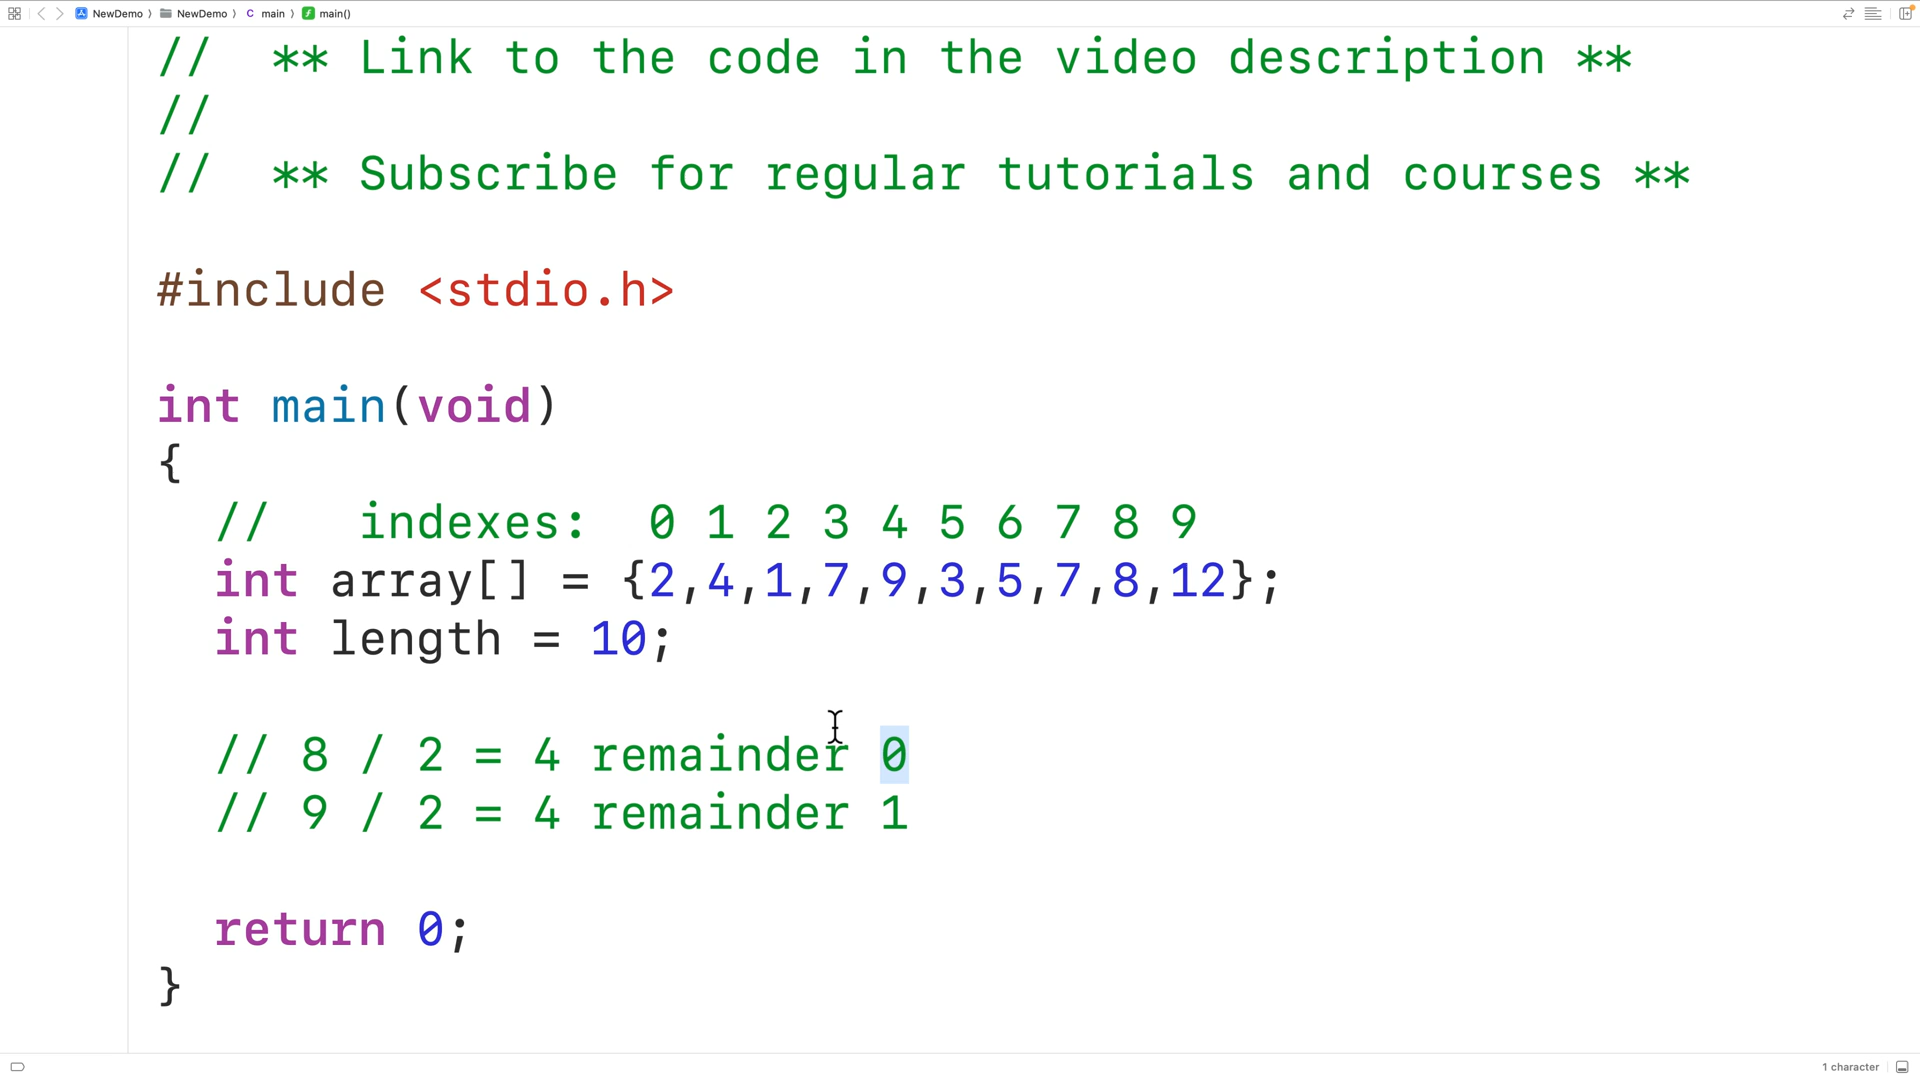 NewDemo 〉 NewDemo 〉 C main 〉 f main()
//  ** Link to the code in the video description **
//
//  ** Subscribe for regular tutorials and courses **
#include <stdio.h>
int main(void)
{
  //   indexes:  0 1 2 3 4 5 6 7 8 9
  int array[] = {2,4,1,7,9,3,5,7,8,12};
  int length = 10;
  // 8 / 2 = 4 remainder 0
  // 9 / 2 = 4 remainder 1
  return 0;
}
1 character